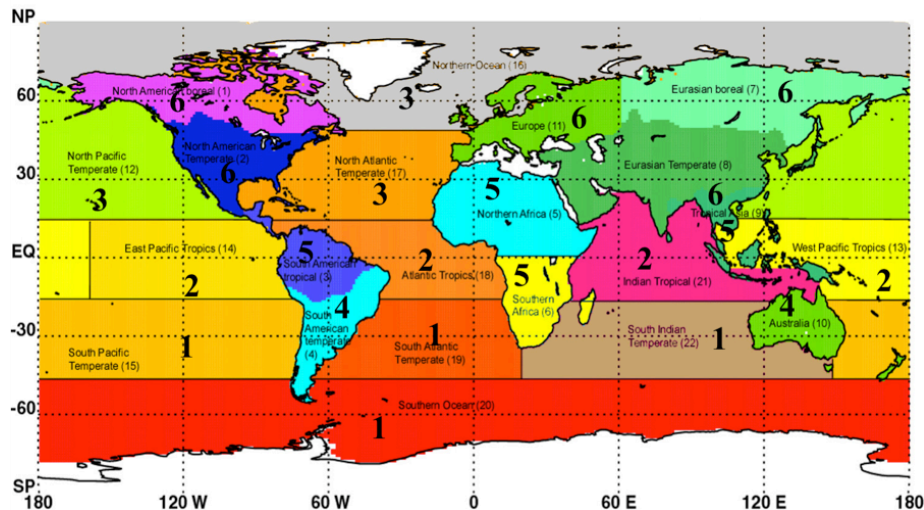 NP
Northern Ocean (16)
60
North American boreal (1)
6
3
Eurasian boreal (7)
6
Europe (11)
6
North Pacific
Temperate (12)
North American
Temperate (2)
North Atlantic
Temperate (17)
Eurasian Temperate (8)
30
3
6
3
5
Northern Africa (5)
6
Tropical Asia (9)
5
EQ
East Pacific Tropics (14)
5
South American
tropical (3)
2
Atlantic Tropics (18)
2
Indian Tropical (21)
West Pacific Tropics (13)
2
2
5
Southern
Africa (6)
4
South
American
temperate
(4)
4
Australia (10)
-30
South Pacific
Temperate (15)
1
1
South Atlantic
Temperate (19)
South Indian
Temperate (22)
1
-60
Southern Ocean (20)
1
SP
180
120 W
60 W
0
60 E
120 E
180